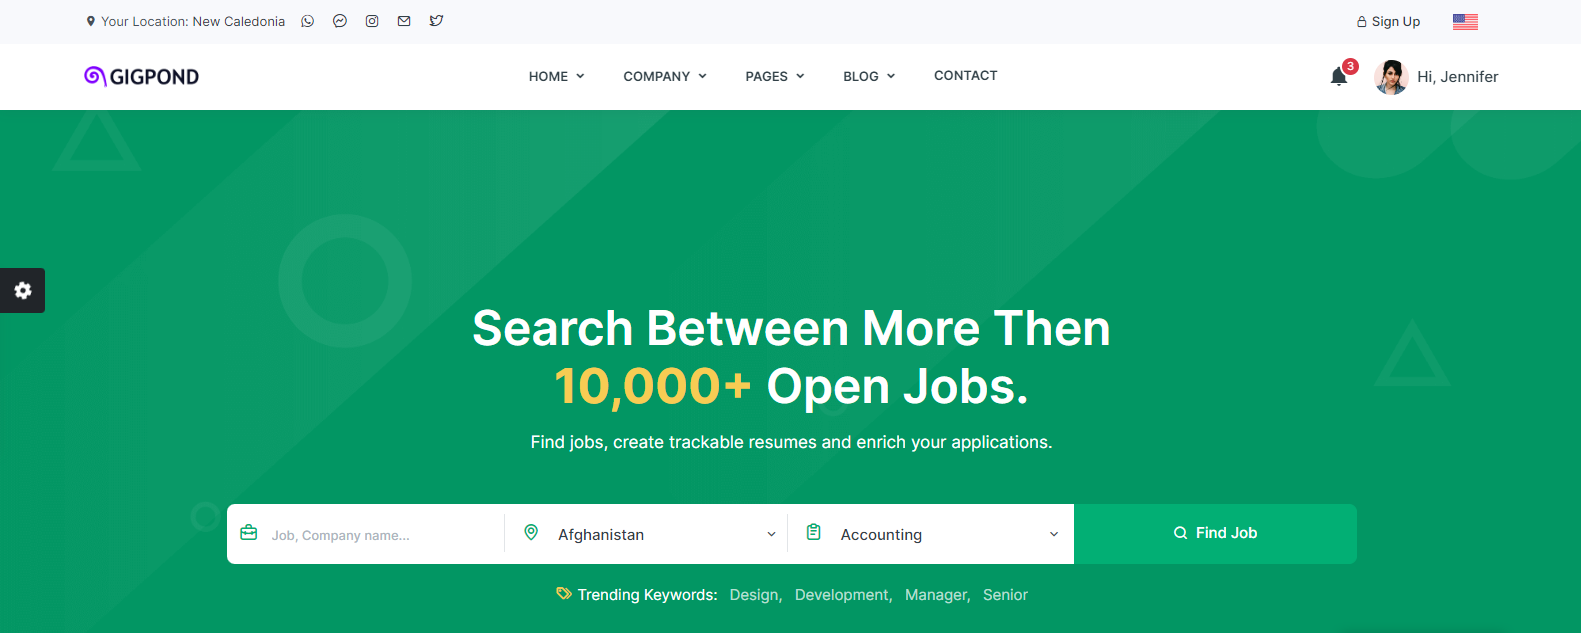 Your Location: New Caledonia
Sign Up
GIGPOND
HOME
COMPANY
PAGES
BLOG
CONTACT
3
Hi, Jennifer
Search Between More Then
10,000+ Open Jobs.
Find jobs, create trackable resumes and enrich your applications.
Job, Company name...
Afghanistan
Accounting
Find Job
Trending Keywords: Design, Development, Manager, Senior